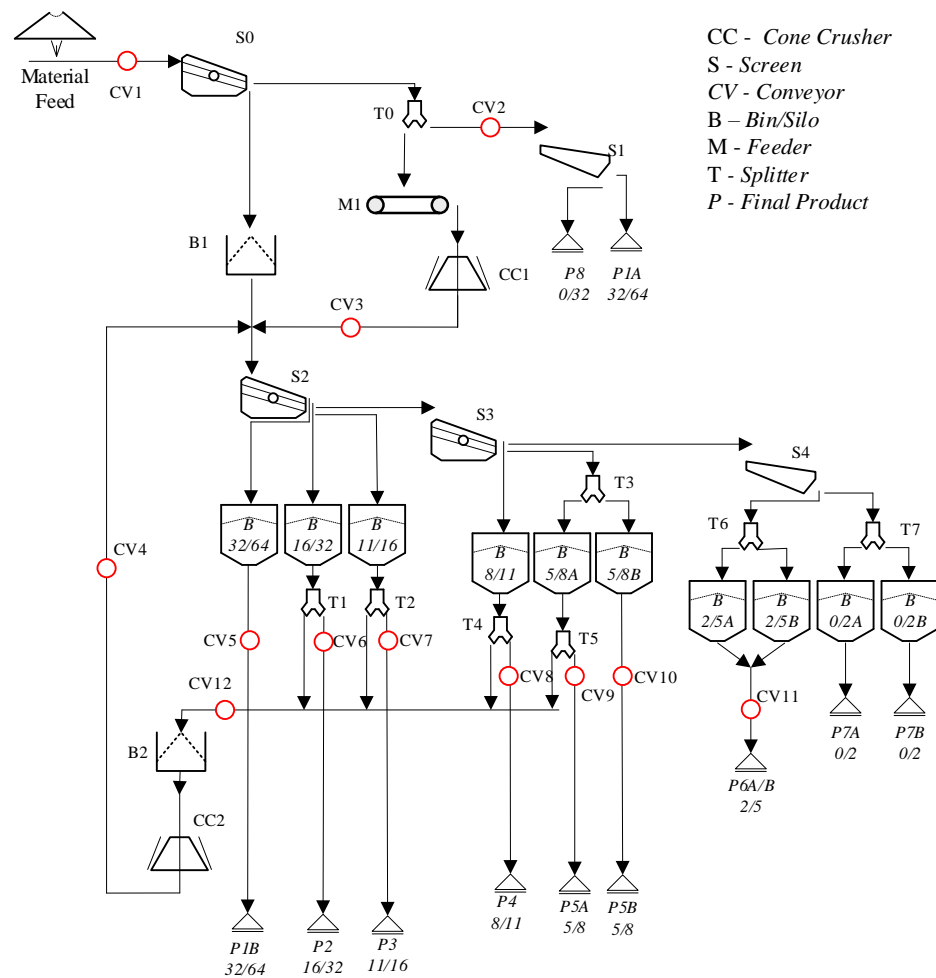 S0
CC - Cone Crusher
S - Screen
CV - Conveyor
B – Bin/Silo
M - Feeder
T - Splitter
P - Final Product
Material
Feed
CV1
T0
CV2
S1
M1
B1
CC1
P8
0/32
P1A
32/64
CV3
S2
S3
S4
T3
T6
T7
B
32/64
B
16/32
B
11/16
B
8/11
B
5/8A
B
5/8B
B
2/5A
B
2/5B
B
0/2A
B
0/2B
CV4
T1
T2
T4
T5
CV5
CV6
CV7
CV8
CV9
CV10
CV11
CV12
B2
CC2
P7A
0/2
P7B
0/2
P6A/B
2/5
P4
8/11
P5A
5/8
P5B
5/8
P1B
32/64
P2
16/32
P3
11/16